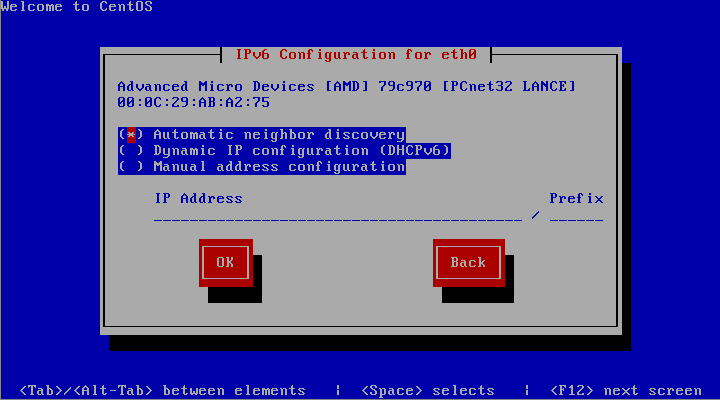 Welcome to CentOS
IPv6 Configuration for eth0
Advanced Micro Devices [AMD] 79c970 [PCnet32 LANCE]
00:0C:29:AB:A2:75
(*) Automatic neighbor discovery
( ) Dynamic IP configuration (DHCPv6)
( ) Manual address configuration
IP Address Prefix
_________________________________________ / ______
OK Back
<Tab>/<Alt-Tab> between elements | <Space> selects | <F12> next screen